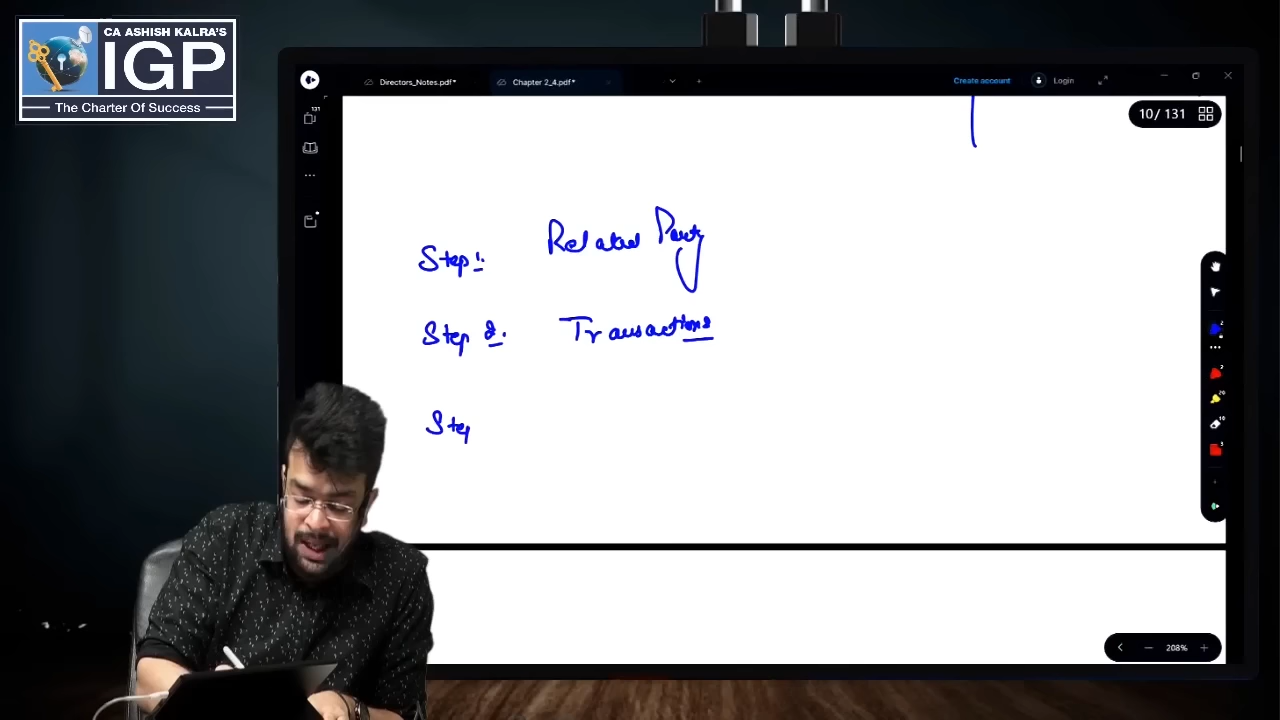 CA ASHISH KALRA'S
IGP
The Charter Of Success
Directors_Notes.pdf*
Chapter 2_4.pdf*
Create account
Login
131
10/ 131
Step 1. Related Party
Step 2. Transactions
Step
208%